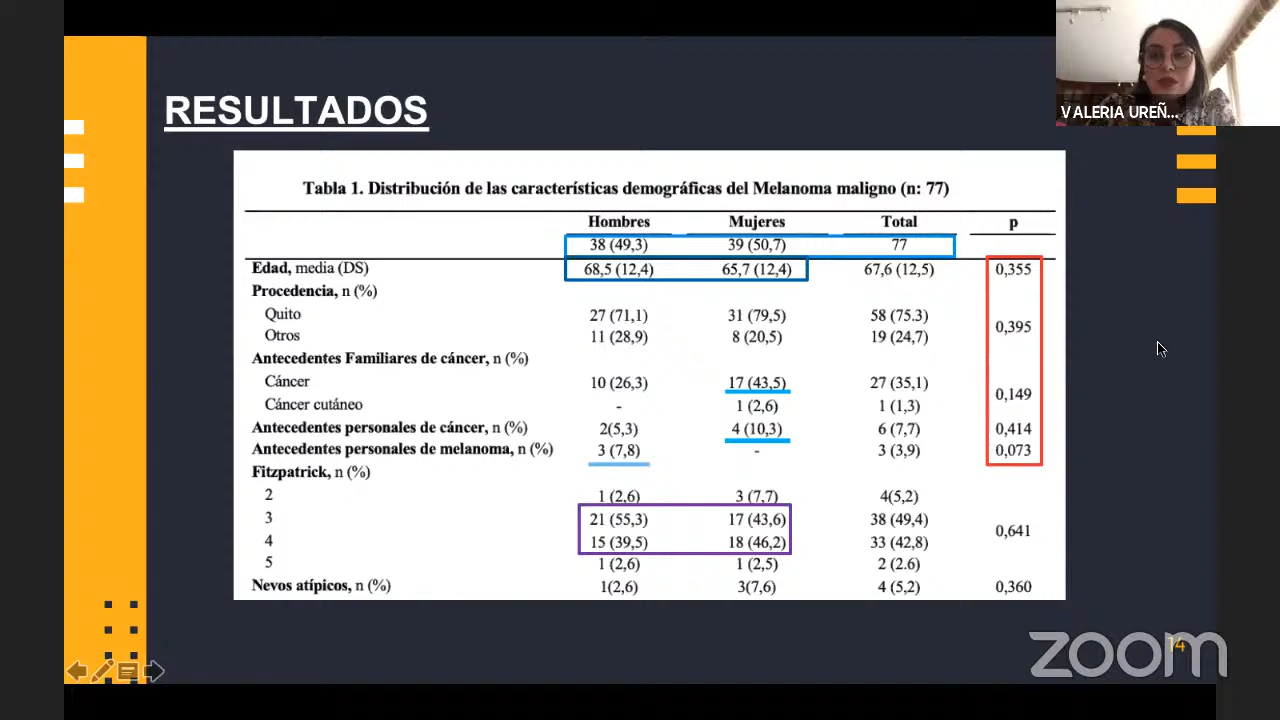 VALERIA UREÑ...
RESULTADOS
Tabla 1. Distribución de las características demográficas del Melanoma maligno (n: 77)
Hombres Mujeres Total p
38 (49,3) 39 (50,7) 77
Edad, media (DS) 68,5 (12,4) 65,7 (12,4) 67,6 (12,5) 0,355
Procedencia, n (%)
Quito 27 (71,1) 31 (79,5) 58 (75.3)
0,395
Otros 11 (28,9) 8 (20,5) 19 (24,7)
Antecedentes Familiares de cáncer, n (%)
Cáncer 10 (26,3) 17 (43,5) 27 (35,1)
0,149
Cáncer cutáneo - 1 (2,6) 1 (1,3)
Antecedentes personales de cáncer, n (%) 2(5,3) 4 (10,3) 6 (7,7) 0,414
Antecedentes personales de melanoma, n (%) 3 (7,8) - 3 (3,9) 0,073
Fitzpatrick, n (%)
2 1 (2,6) 3 (7,7) 4(5,2)
3 21 (55,3) 17 (43,6) 38 (49,4)
0,641
4 15 (39,5) 18 (46,2) 33 (42,8)
5 1 (2,6) 1 (2,5) 2 (2.6)
Nevos atípicos, n (%) 1(2,6) 3(7,6) 4 (5,2) 0,360
14
zoom